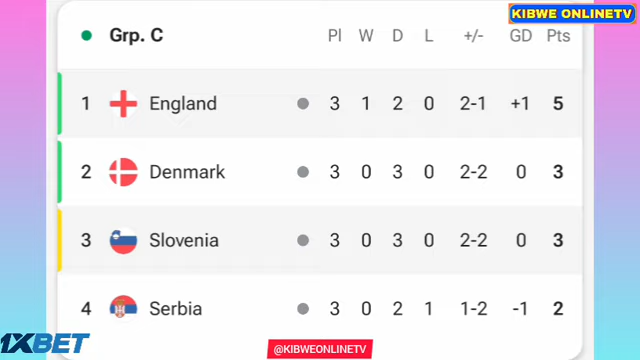 KIBWE ONLINETV
Grp. C Pl W D L +/- GD Pts
1 England 3 1 2 0 2-1 +1 5
2 Denmark 3 0 3 0 2-2 0 3
3 Slovenia 3 0 3 0 2-2 0 3
4 Serbia 3 0 2 1 1-2 -1 2
1XBET
@KIBWEONLINETV